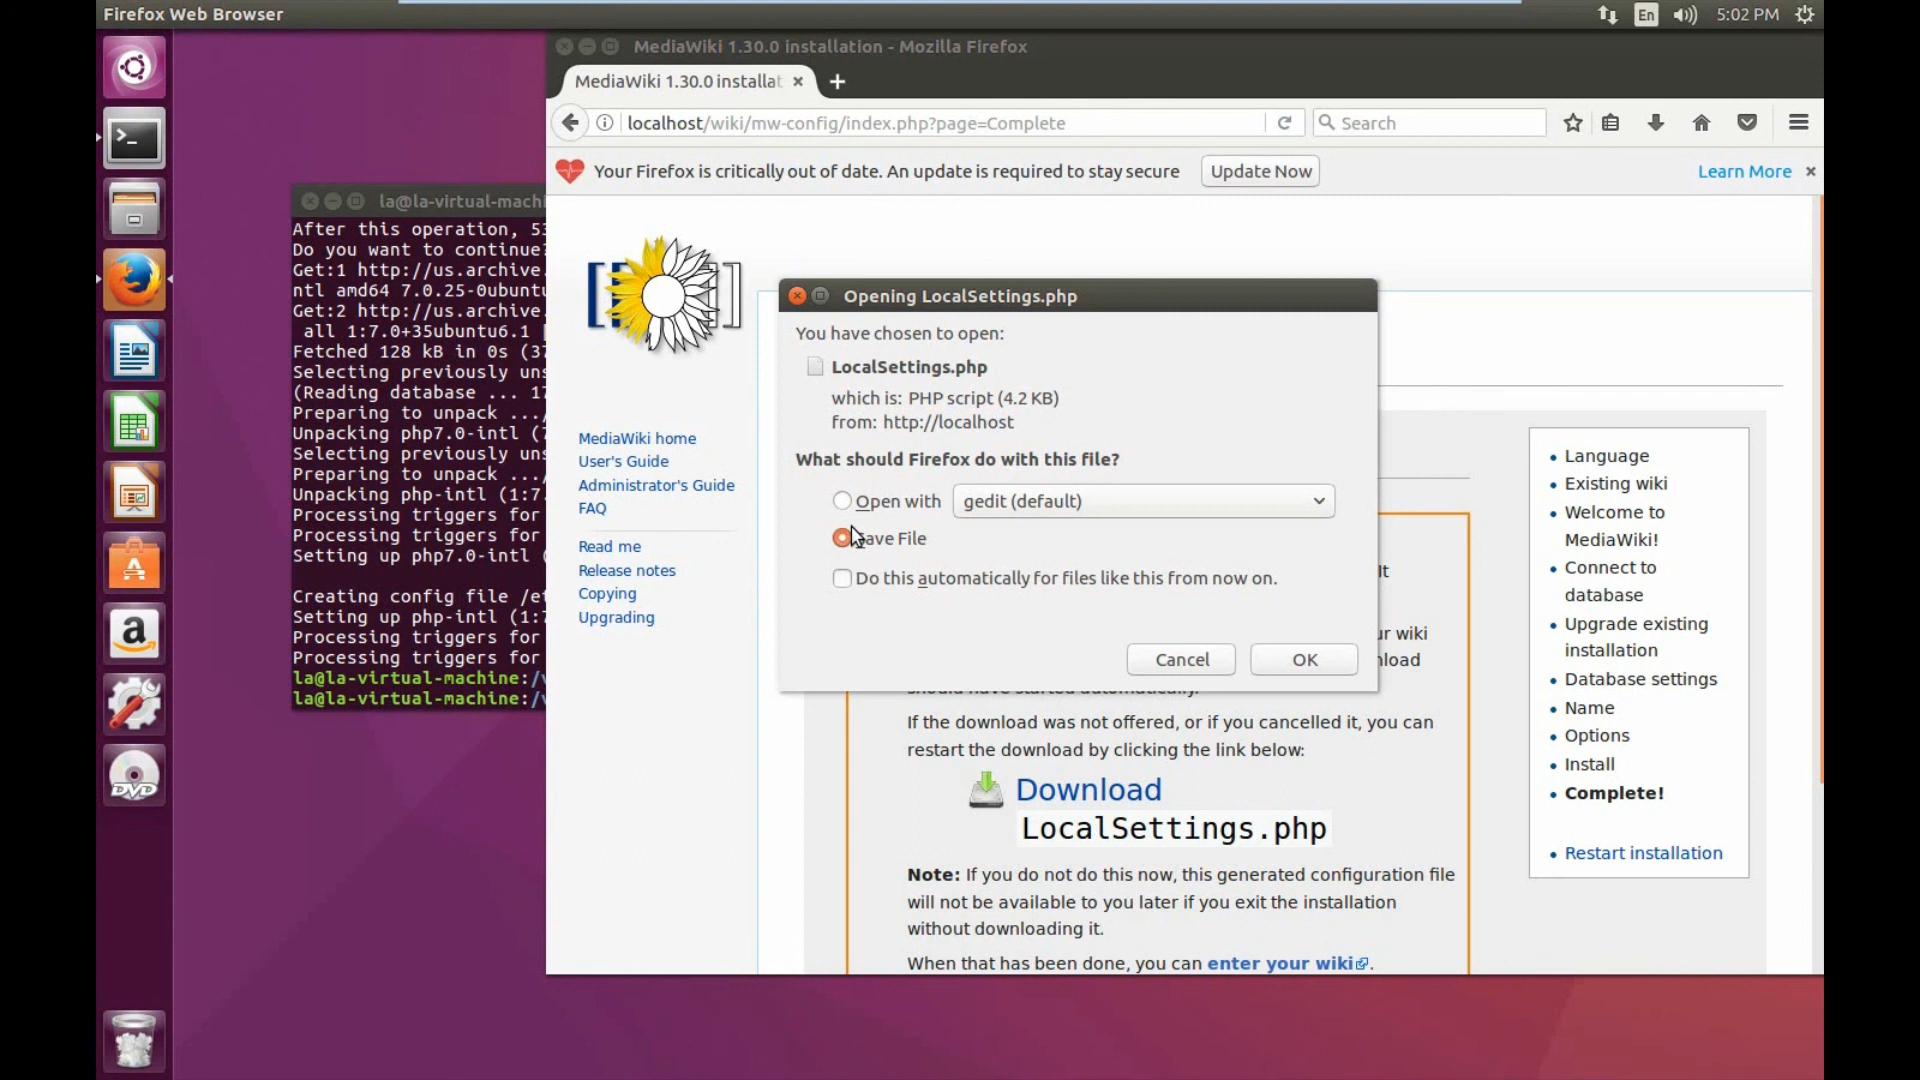 Firefox Web Browser
En
5:02 PM
MediaWiki 1.30.0 installation - Mozilla Firefox
MediaWiki 1.30.0 installat
localhost/wiki/mw-config/index.php?page=Complete
Search
Your Firefox is critically out of date. An update is required to stay secure
Update Now
Learn More
la@la-virtual-machi
After this operation, 53
Do you want to continue?
Get:1 http://us.archive.
ntl amd64 7.0.25-0ubuntu
Get:2 http://us.archive.
all 1:7.0+35ubuntu6.1 [
Fetched 128 kB in 0s (37
Selecting previously uns
(Reading database ... 17
Preparing to unpack .../
Unpacking php7.0-intl (7
Selecting previously uns
Preparing to unpack .../
Unpacking php-intl (1:7.
Processing triggers for
Processing triggers for
Setting up php7.0-intl (
Creating config file /et
Setting up php-intl (1:7
Processing triggers for
Processing triggers for
la@la-virtual-machine:/v
la@la-virtual-machine:/v
MediaWiki home
User's Guide
Administrator's Guide
FAQ
Read me
Release notes
Copying
Upgrading
Opening LocalSettings.php
You have chosen to open:
LocalSettings.php
which is: PHP script (4.2 KB)
from: http://localhost
What should Firefox do with this file?
Open with
gedit (default)
ave File
Do this automatically for files like this from now on.
Cancel
OK
If the download was not offered, or if you cancelled it, you can
restart the download by clicking the link below:
Download
LocalSettings.php
Note: If you do not do this now, this generated configuration file
will not be available to you later if you exit the installation
without downloading it.
When that has been done, you can enter your wiki.
Language
Existing wiki
Welcome to
MediaWiki!
Connect to
database
Upgrade existing
installation
Database settings
Name
Options
Install
Complete!
Restart installation
a
DVD